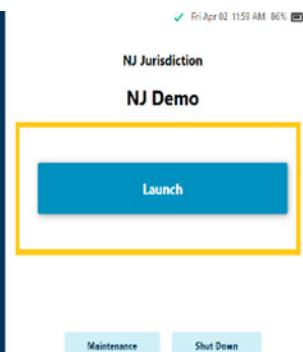 Fri Apr 02 11:59 AM 86%
NJ Jurisdiction
NJ Demo
Launch
Maintenance Shut Down